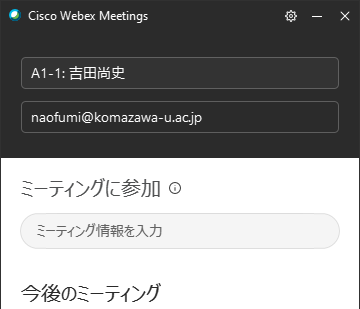 Cisco Webex Meetings
A1-1: 吉田尚史
naofumi@komazawa-u.ac.jp
ミーティングに参加
ミーティング情報を入力
今後のミーティング